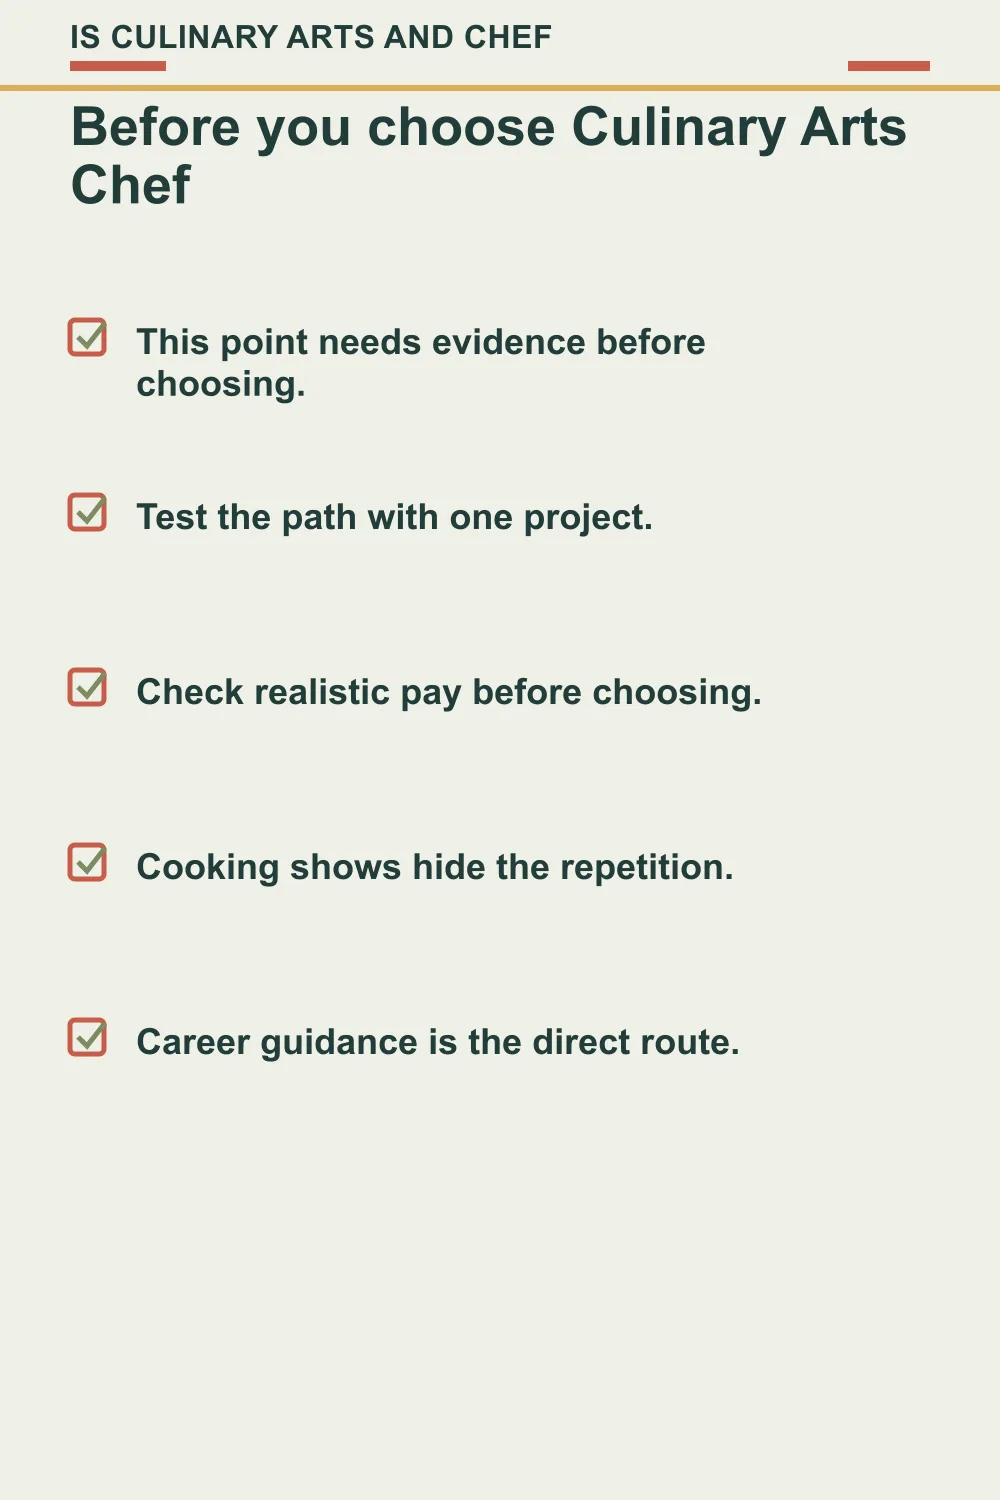 IS CULINARY ARTS AND CHEF
Before you choose Culinary Arts
Chef
This point needs evidence before
choosing.
Test the path with one project.
Check realistic pay before choosing.
Cooking shows hide the repetition.
Career guidance is the direct route.